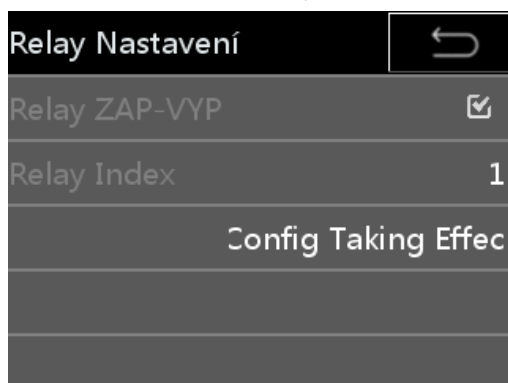 Relay Nastavení
Relay ZAP-VYP
Relay Index 1
Config Taking Effec